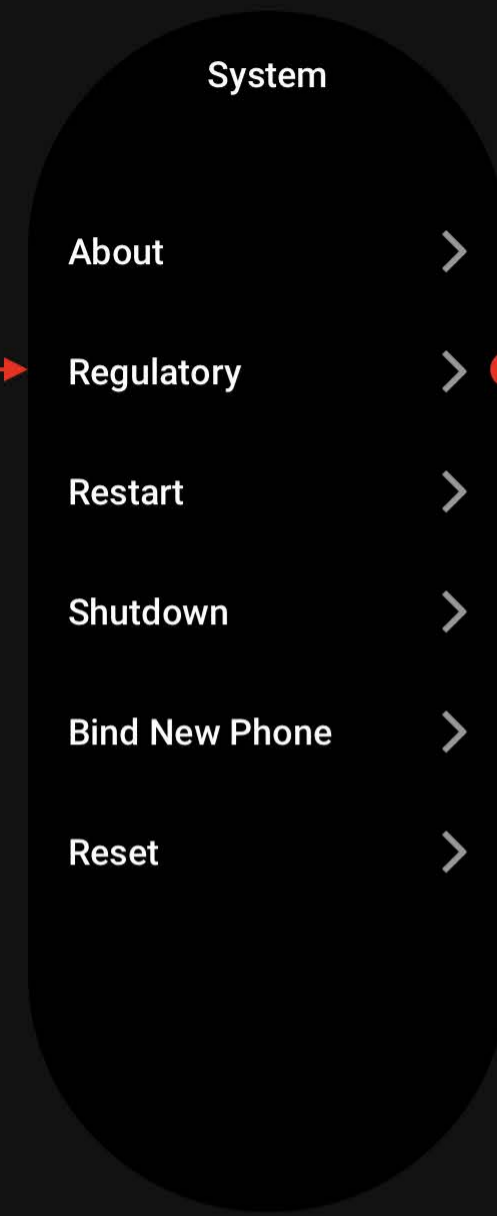 System
About
Regulatory
Restart
Shutdown
Bind New Phone
Reset